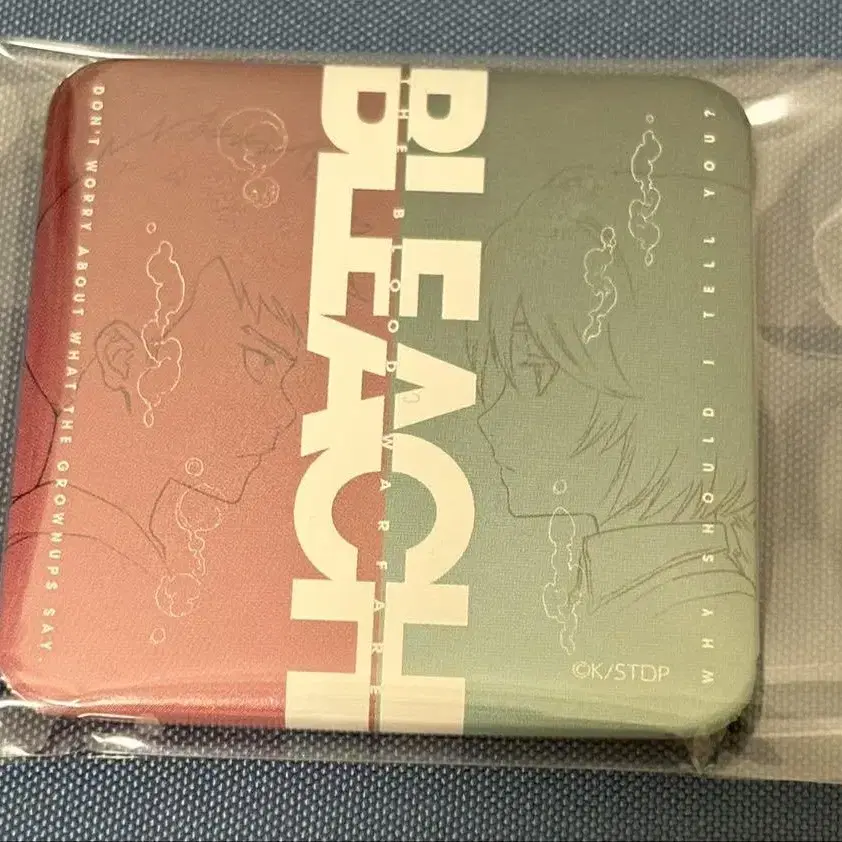 DON'T WORRY ABOUT WHAT THE GROWNUPS SAY.
BLEACH
THE BLOOD WARFARE
WHY SHOULD I TELL YOU?
©K/STDP